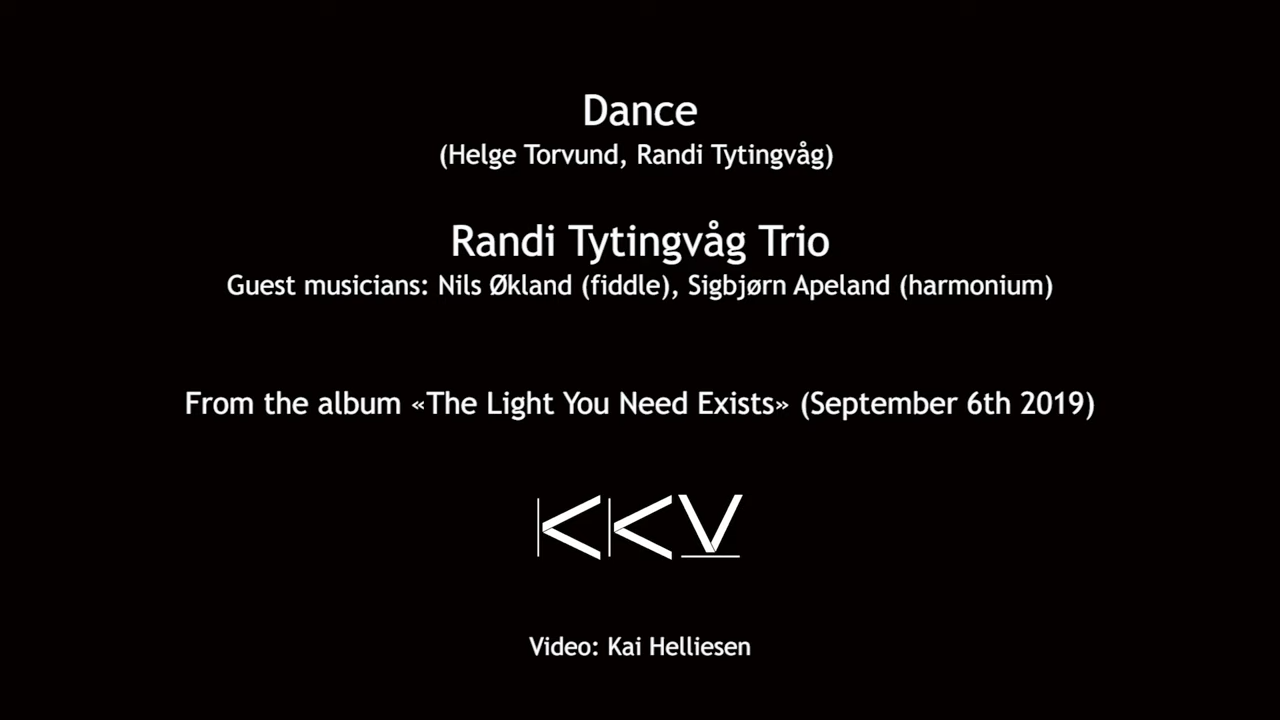 Dance
(Helge Torvund, Randi Tytingvåg)
Randi Tytingvåg Trio
Guest musicians: Nils Økland (fiddle), Sigbjørn Apeland (harmonium)
From the album «The Light You Need Exists» (September 6th 2019)
KKV
Video: Kai Helliesen